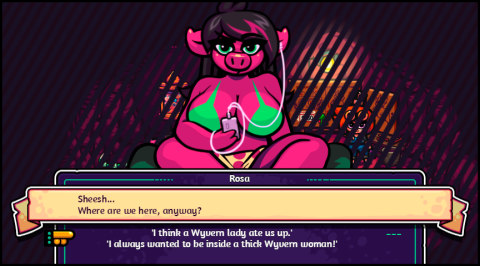 Rosa
Sheesh...
Where are we here, anyway?
'I think a Wyvern lady ate us up.'
'I always wanted to be inside a thick Wyvern woman!'